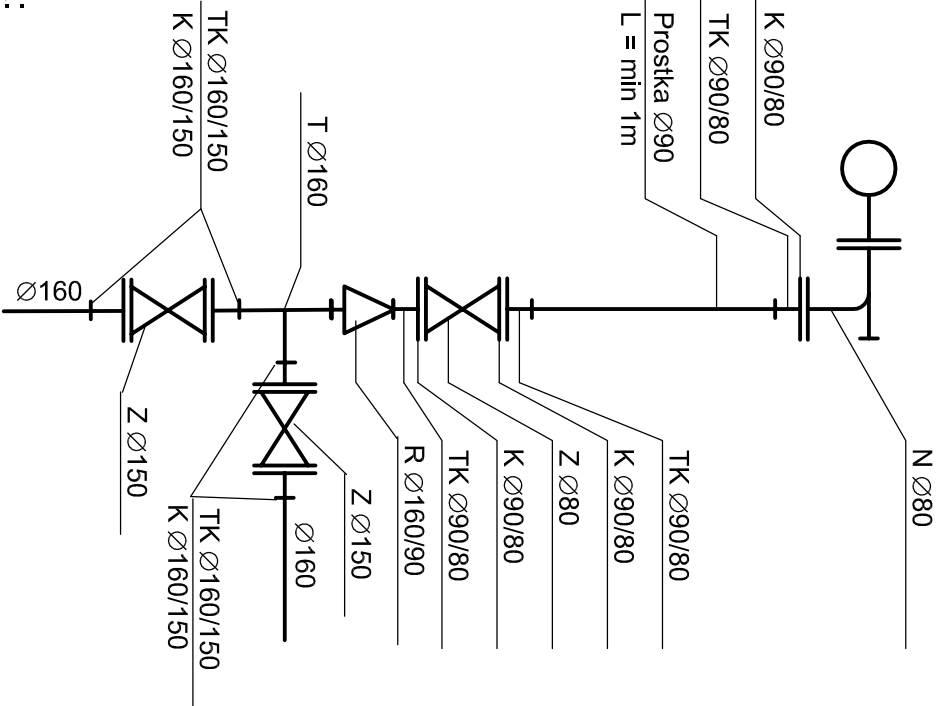 TK Ø160/150
K Ø160/150
T Ø160
Prostka Ø90
L = min 1m
TK Ø90/80
K Ø90/80
Ø160
Z Ø150
TK Ø160/150
K Ø160/150
Ø160
Z Ø150
R Ø160/90
TK Ø90/80
K Ø90/80
Z Ø80
K Ø90/80
TK Ø90/80
N Ø80